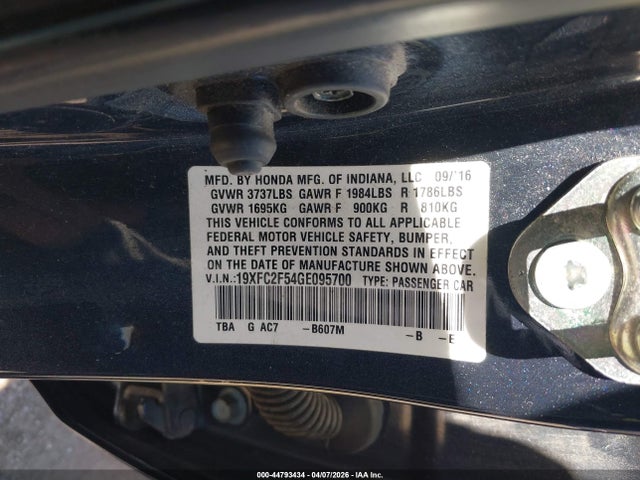 MFD. BY HONDA MFG. OF INDIANA, LLC 09/16
GVWR 3737LBS GAWR F 1984LBS R 1786LBS
GVWR 1695KG GAWR F 900KG R 810KG
THIS VEHICLE CONFORMS TO ALL APPLICABLE
FEDERAL MOTOR VEHICLE SAFETY, BUMPER,
AND THEFT PREVENTION STANDARDS IN EFFECT
ON THE DATE OF MANUFACTURE SHOWN ABOVE.
V.I.N.:19XFC2F54GE095700 TYPE: PASSENGER CAR
TBA G AC7 -B607M -B -E
000-44793434 - 04/07/2026 - IAA Inc.